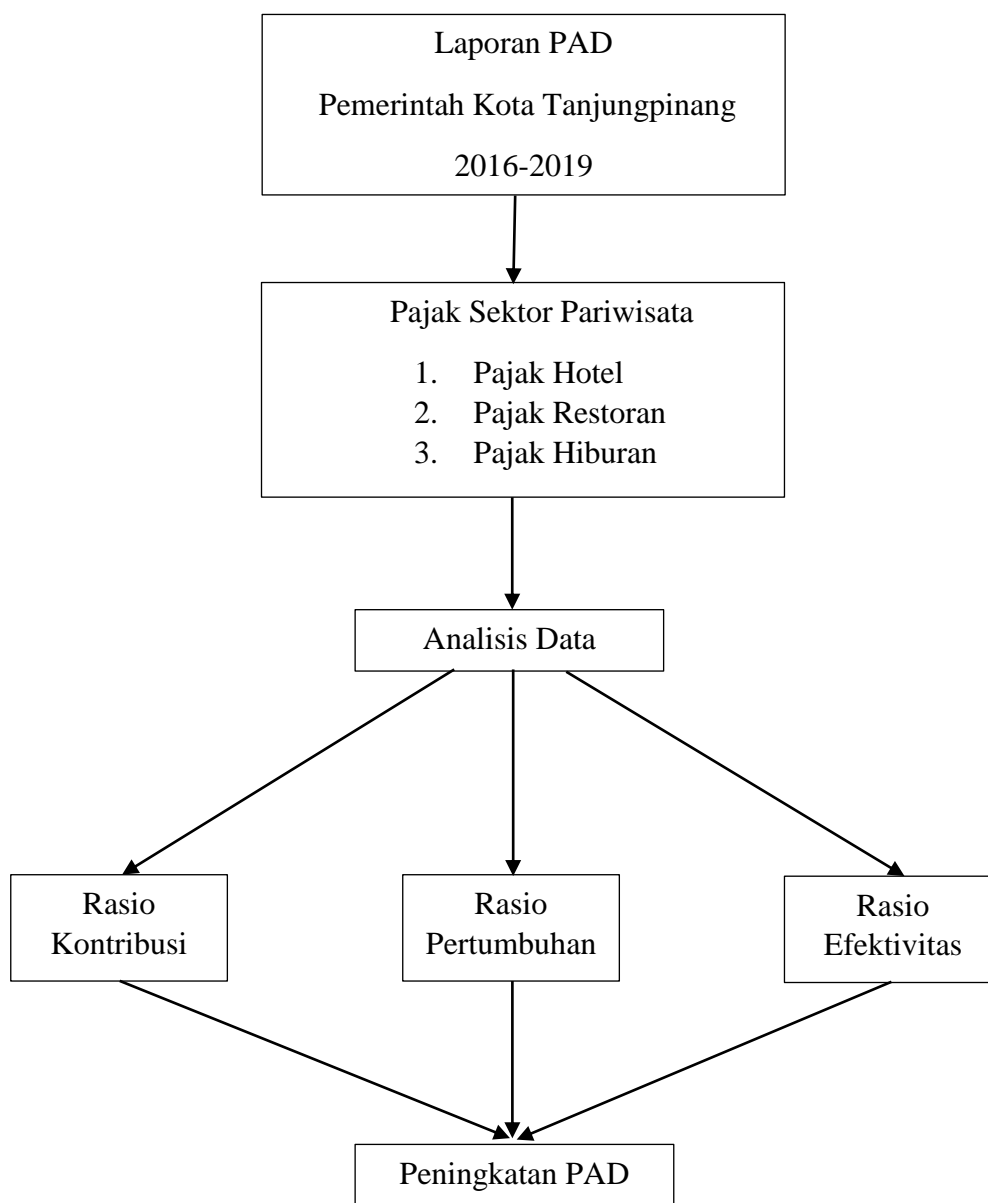 Laporan PAD
Pemerintah Kota Tanjungpinang
2016-2019
Pajak Sektor Pariwisata
1. Pajak Hotel
2. Pajak Restoran
3. Pajak Hiburan
Analisis Data
Rasio
Kontribusi
Rasio
Pertumbuhan
Rasio
Efektivitas
Peningkatan PAD